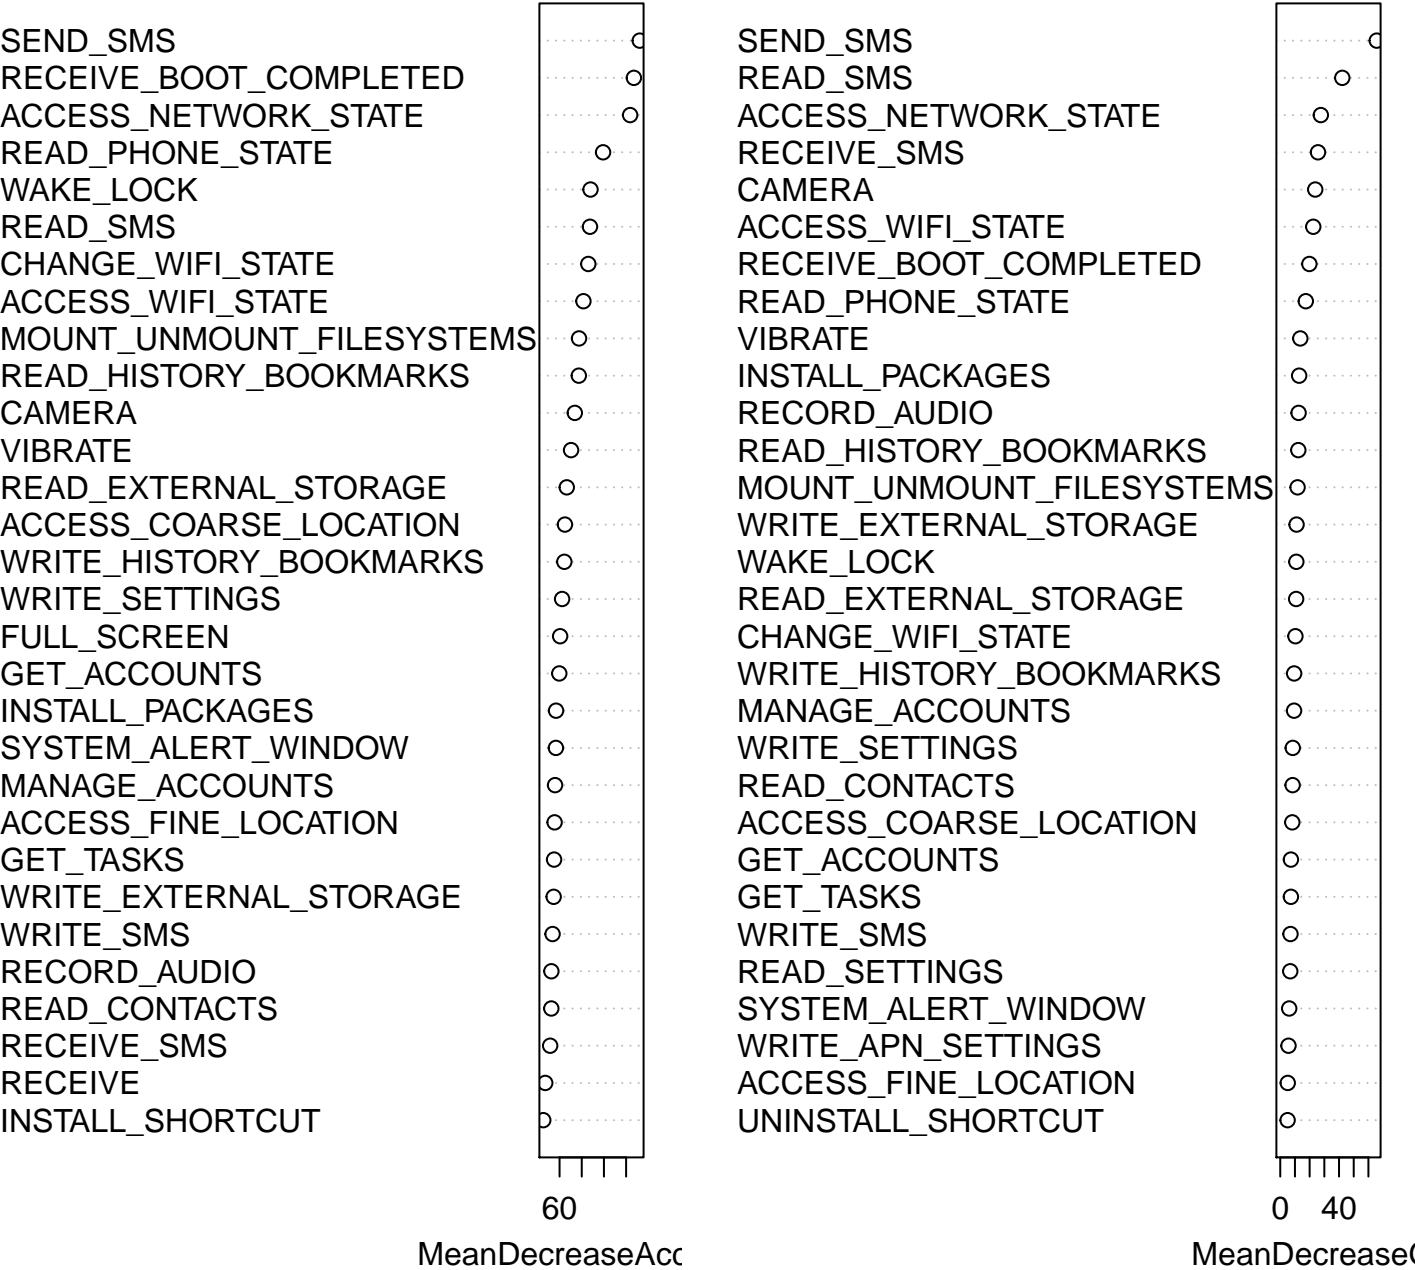 SEND_SMS
RECEIVE_BOOT_COMPLETED
ACCESS_NETWORK_STATE
READ_PHONE_STATE
WAKE_LOCK
READ_SMS
CHANGE_WIFI_STATE
ACCESS_WIFI_STATE
MOUNT_UNMOUNT_FILESYSTEMS
READ_HISTORY_BOOKMARKS
CAMERA
VIBRATE
READ_EXTERNAL_STORAGE
ACCESS_COARSE_LOCATION
WRITE_HISTORY_BOOKMARKS
WRITE_SETTINGS
FULL_SCREEN
GET_ACCOUNTS
INSTALL_PACKAGES
SYSTEM_ALERT_WINDOW
MANAGE_ACCOUNTS
ACCESS_FINE_LOCATION
GET_TASKS
WRITE_EXTERNAL_STORAGE
WRITE_SMS
RECORD_AUDIO
READ_CONTACTS
RECEIVE_SMS
RECEIVE
INSTALL_SHORTCUT
60
MeanDecreaseAcc
SEND_SMS
READ_SMS
ACCESS_NETWORK_STATE
RECEIVE_SMS
CAMERA
ACCESS_WIFI_STATE
RECEIVE_BOOT_COMPLETED
READ_PHONE_STATE
VIBRATE
INSTALL_PACKAGES
RECORD_AUDIO
READ_HISTORY_BOOKMARKS
MOUNT_UNMOUNT_FILESYSTEMS
WRITE_EXTERNAL_STORAGE
WAKE_LOCK
READ_EXTERNAL_STORAGE
CHANGE_WIFI_STATE
WRITE_HISTORY_BOOKMARKS
MANAGE_ACCOUNTS
WRITE_SETTINGS
READ_CONTACTS
ACCESS_COARSE_LOCATION
GET_ACCOUNTS
GET_TASKS
WRITE_SMS
READ_SETTINGS
SYSTEM_ALERT_WINDOW
WRITE_APN_SETTINGS
ACCESS_FINE_LOCATION
UNINSTALL_SHORTCUT
0 40
MeanDecreaseG